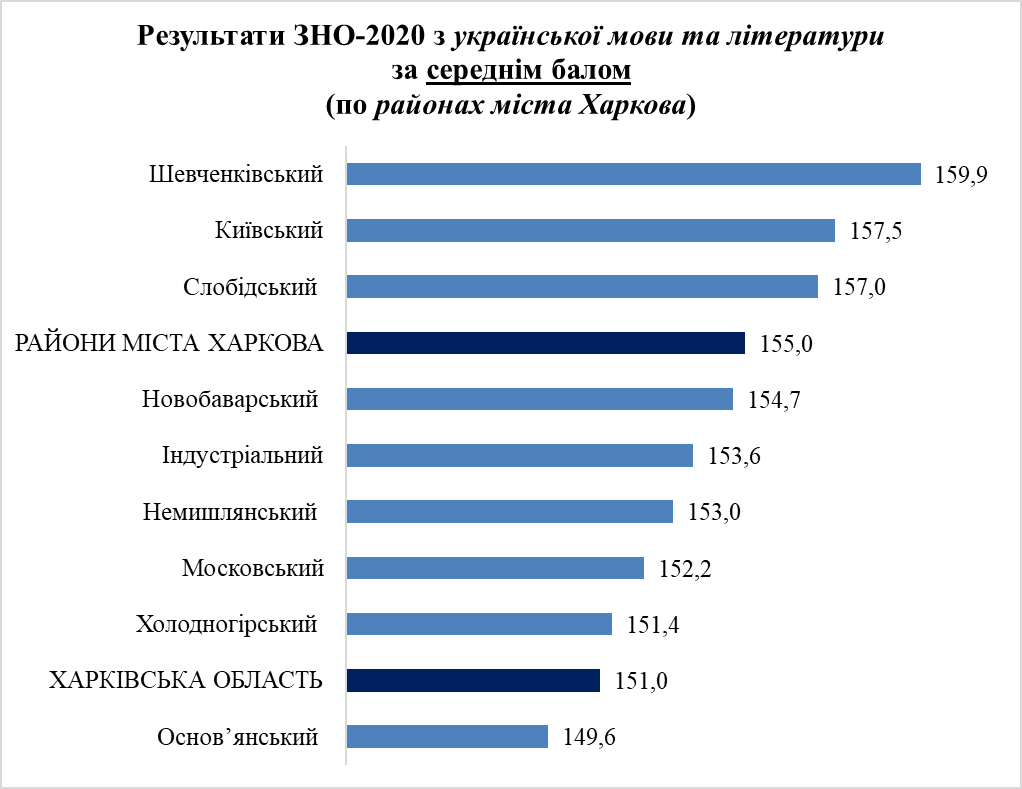 Результати ЗНО-2020 з української мови та літератури
за середнім балом
(по районах міста Харкова)
Шевченківський 159,9
Київський 157,5
Слобідський 157,0
РАЙОНИ МІСТА ХАРКОВА 155,0
Новобаварський 154,7
Індустріальний 153,6
Немишлянський 153,0
Московський 152,2
Холодногірський 151,4
ХАРКІВСЬКА ОБЛАСТЬ 151,0
Основ’янський 149,6